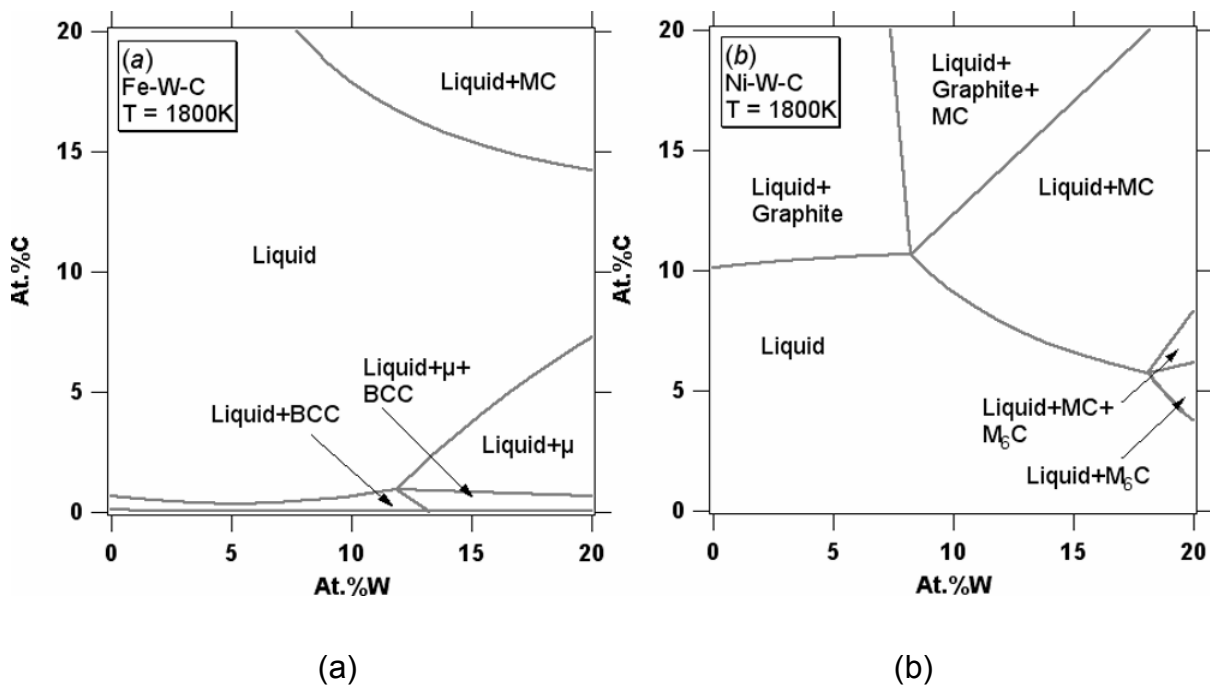 20
15
10
5
0
At.%C
(a)
Fe-W-C
T = 1800K
Liquid+MC
Liquid
Liquid+µ+
BCC
Liquid+BCC
Liquid+µ
0
5
10
15
20
At.%W
20
15
10
5
0
At.%C
(b)
Ni-W-C
T = 1800K
Liquid+
Graphite+
MC
Liquid+
Graphite
Liquid+MC
Liquid
Liquid+MC+
M₆C
Liquid+M₆C
0
5
10
15
20
At.%W
(a)
(b)